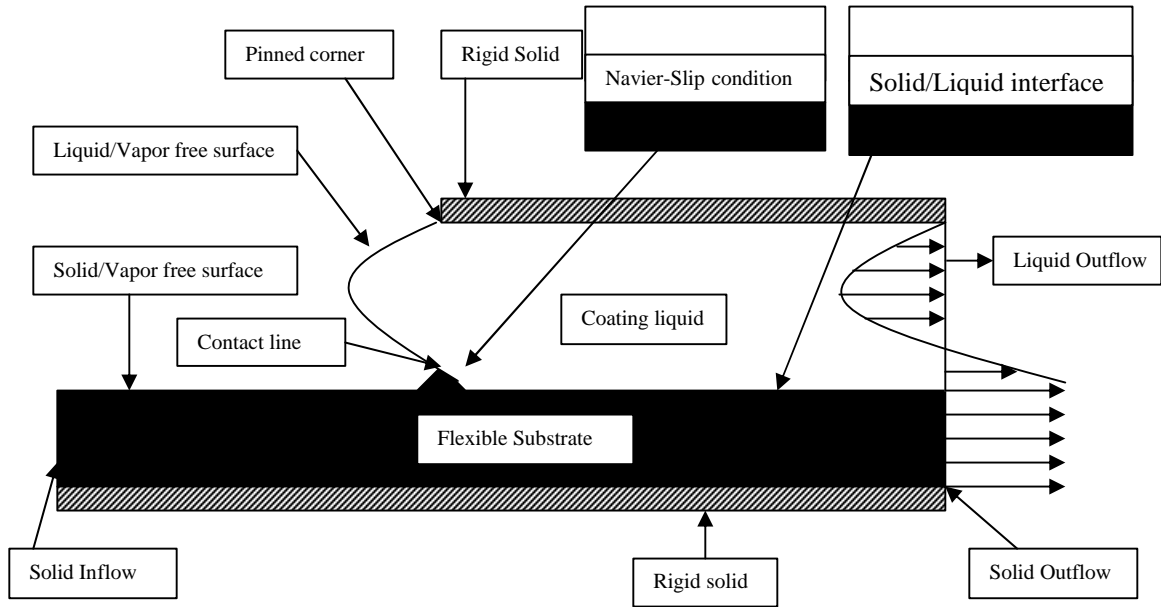 Pinned corner
Rigid Solid
Navier-Slip condition
Solid/Liquid interface
Liquid/Vapor free surface
Solid/Vapor free surface
Liquid Outflow
Coating liquid
Contact line
Flexible Substrate
Solid Inflow
Rigid solid
Solid Outflow